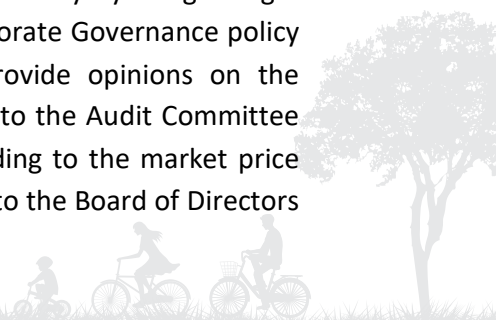 orate Governance policy
rovide opinions on the
to the Audit Committee
ding to the market price
to the Board of Directors